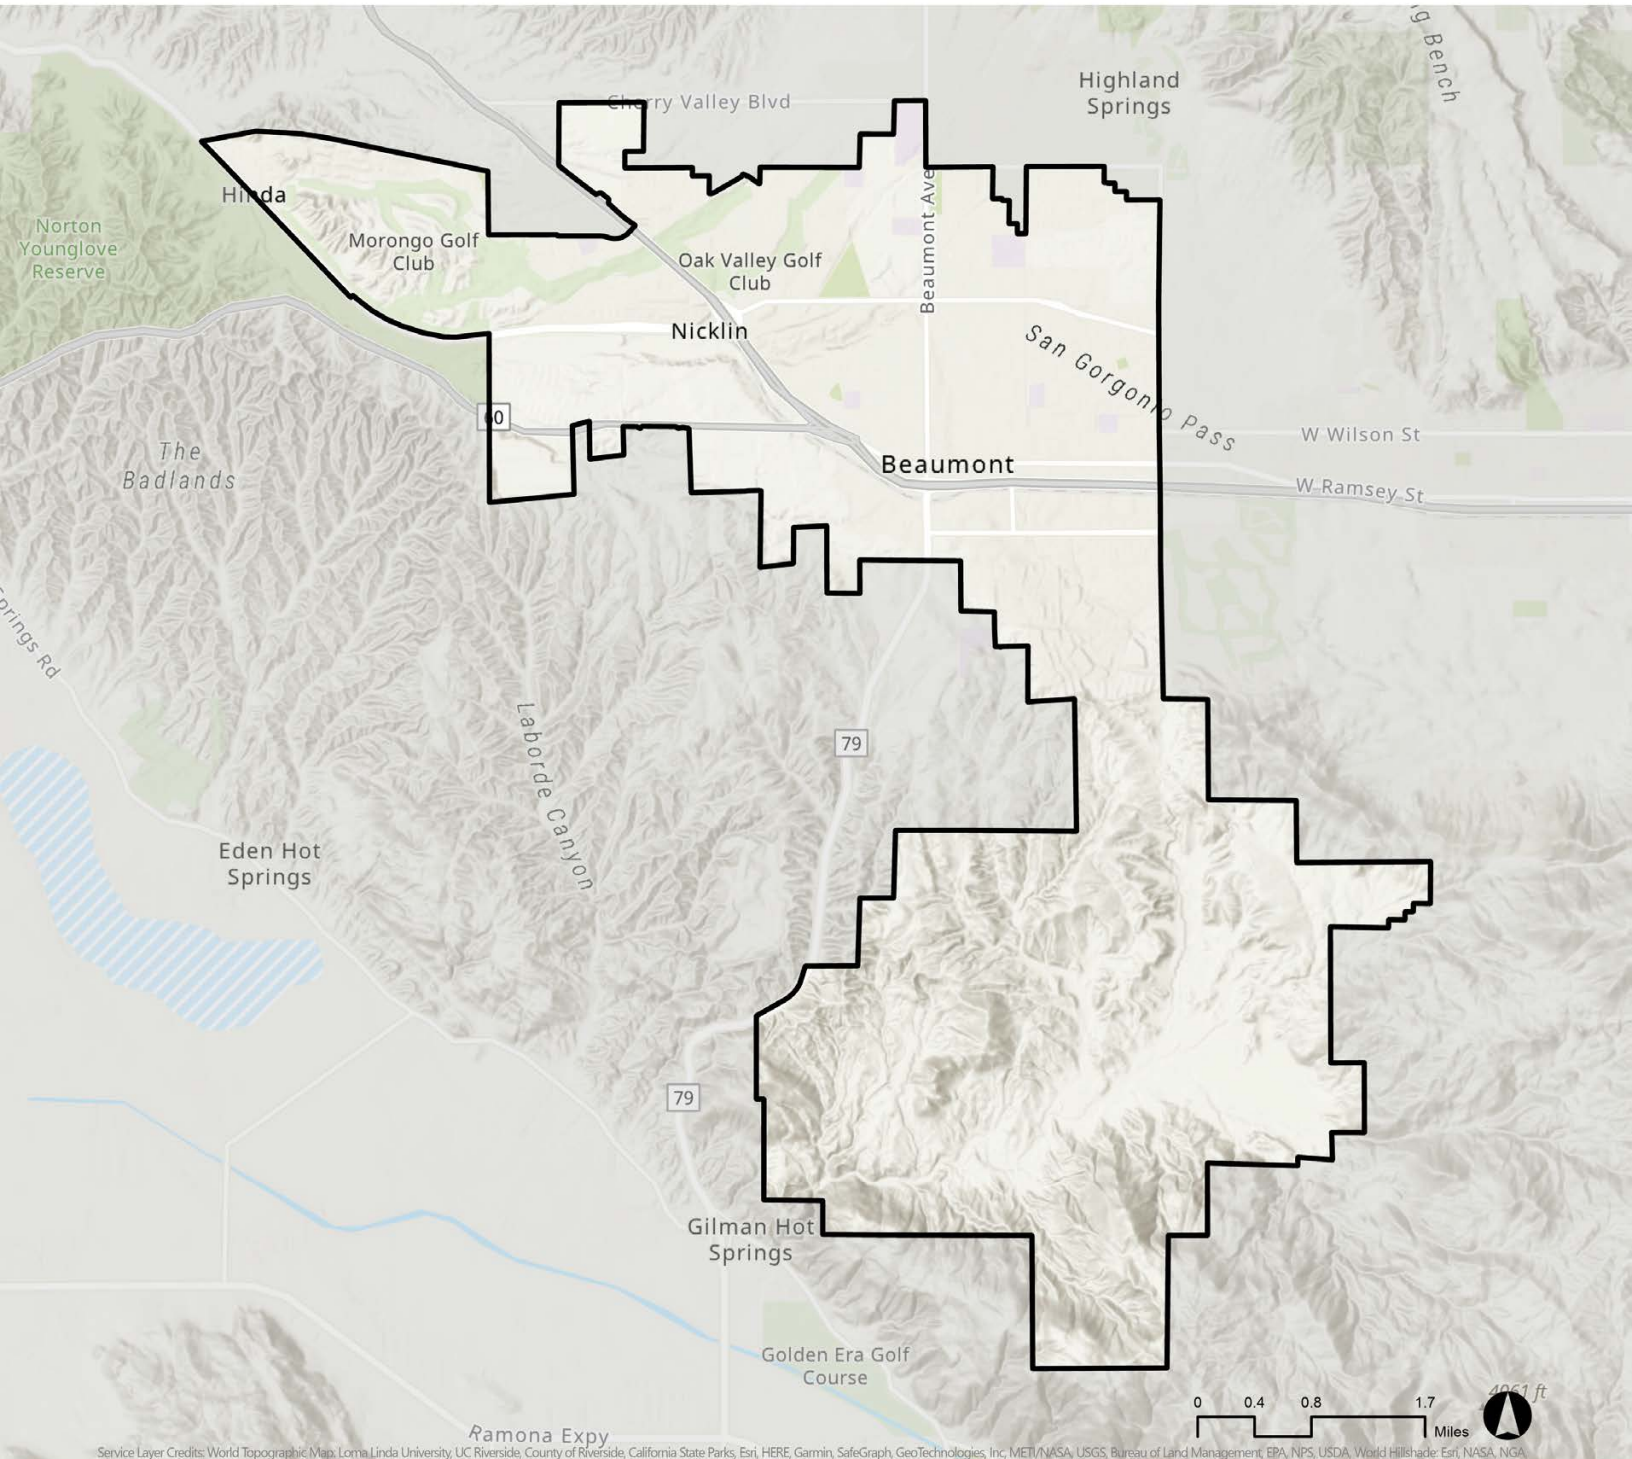 g Bench
Highland
Springs
Cherry Valley Blvd
Hinda
Norton
Younglove
Reserve
Morongo Golf
Club
Oak Valley Golf
Club
Beaumont Ave
Nicklin
San Gorgonio Pass
60
W Wilson St
The
Badlands
Beaumont
W Ramsey St
Springs Rd
Laborde Canyon
79
Eden Hot
Springs
79
Gilman Hot
Springs
Golden Era Golf
Course
4061 ft
0 0.4 0.8 1.7
Miles
Ramona Expy
Service Layer Credits: World Topographic Map: Loma Linda University, UC Riverside, County of Riverside, California State Parks, Esri, HERE, Garmin, SafeGraph, GeoTechnologies, Inc, METI/NASA, USGS, Bureau of Land Management, EPA, NPS, USDA, World Hillshade: Esri, NASA, NGA,